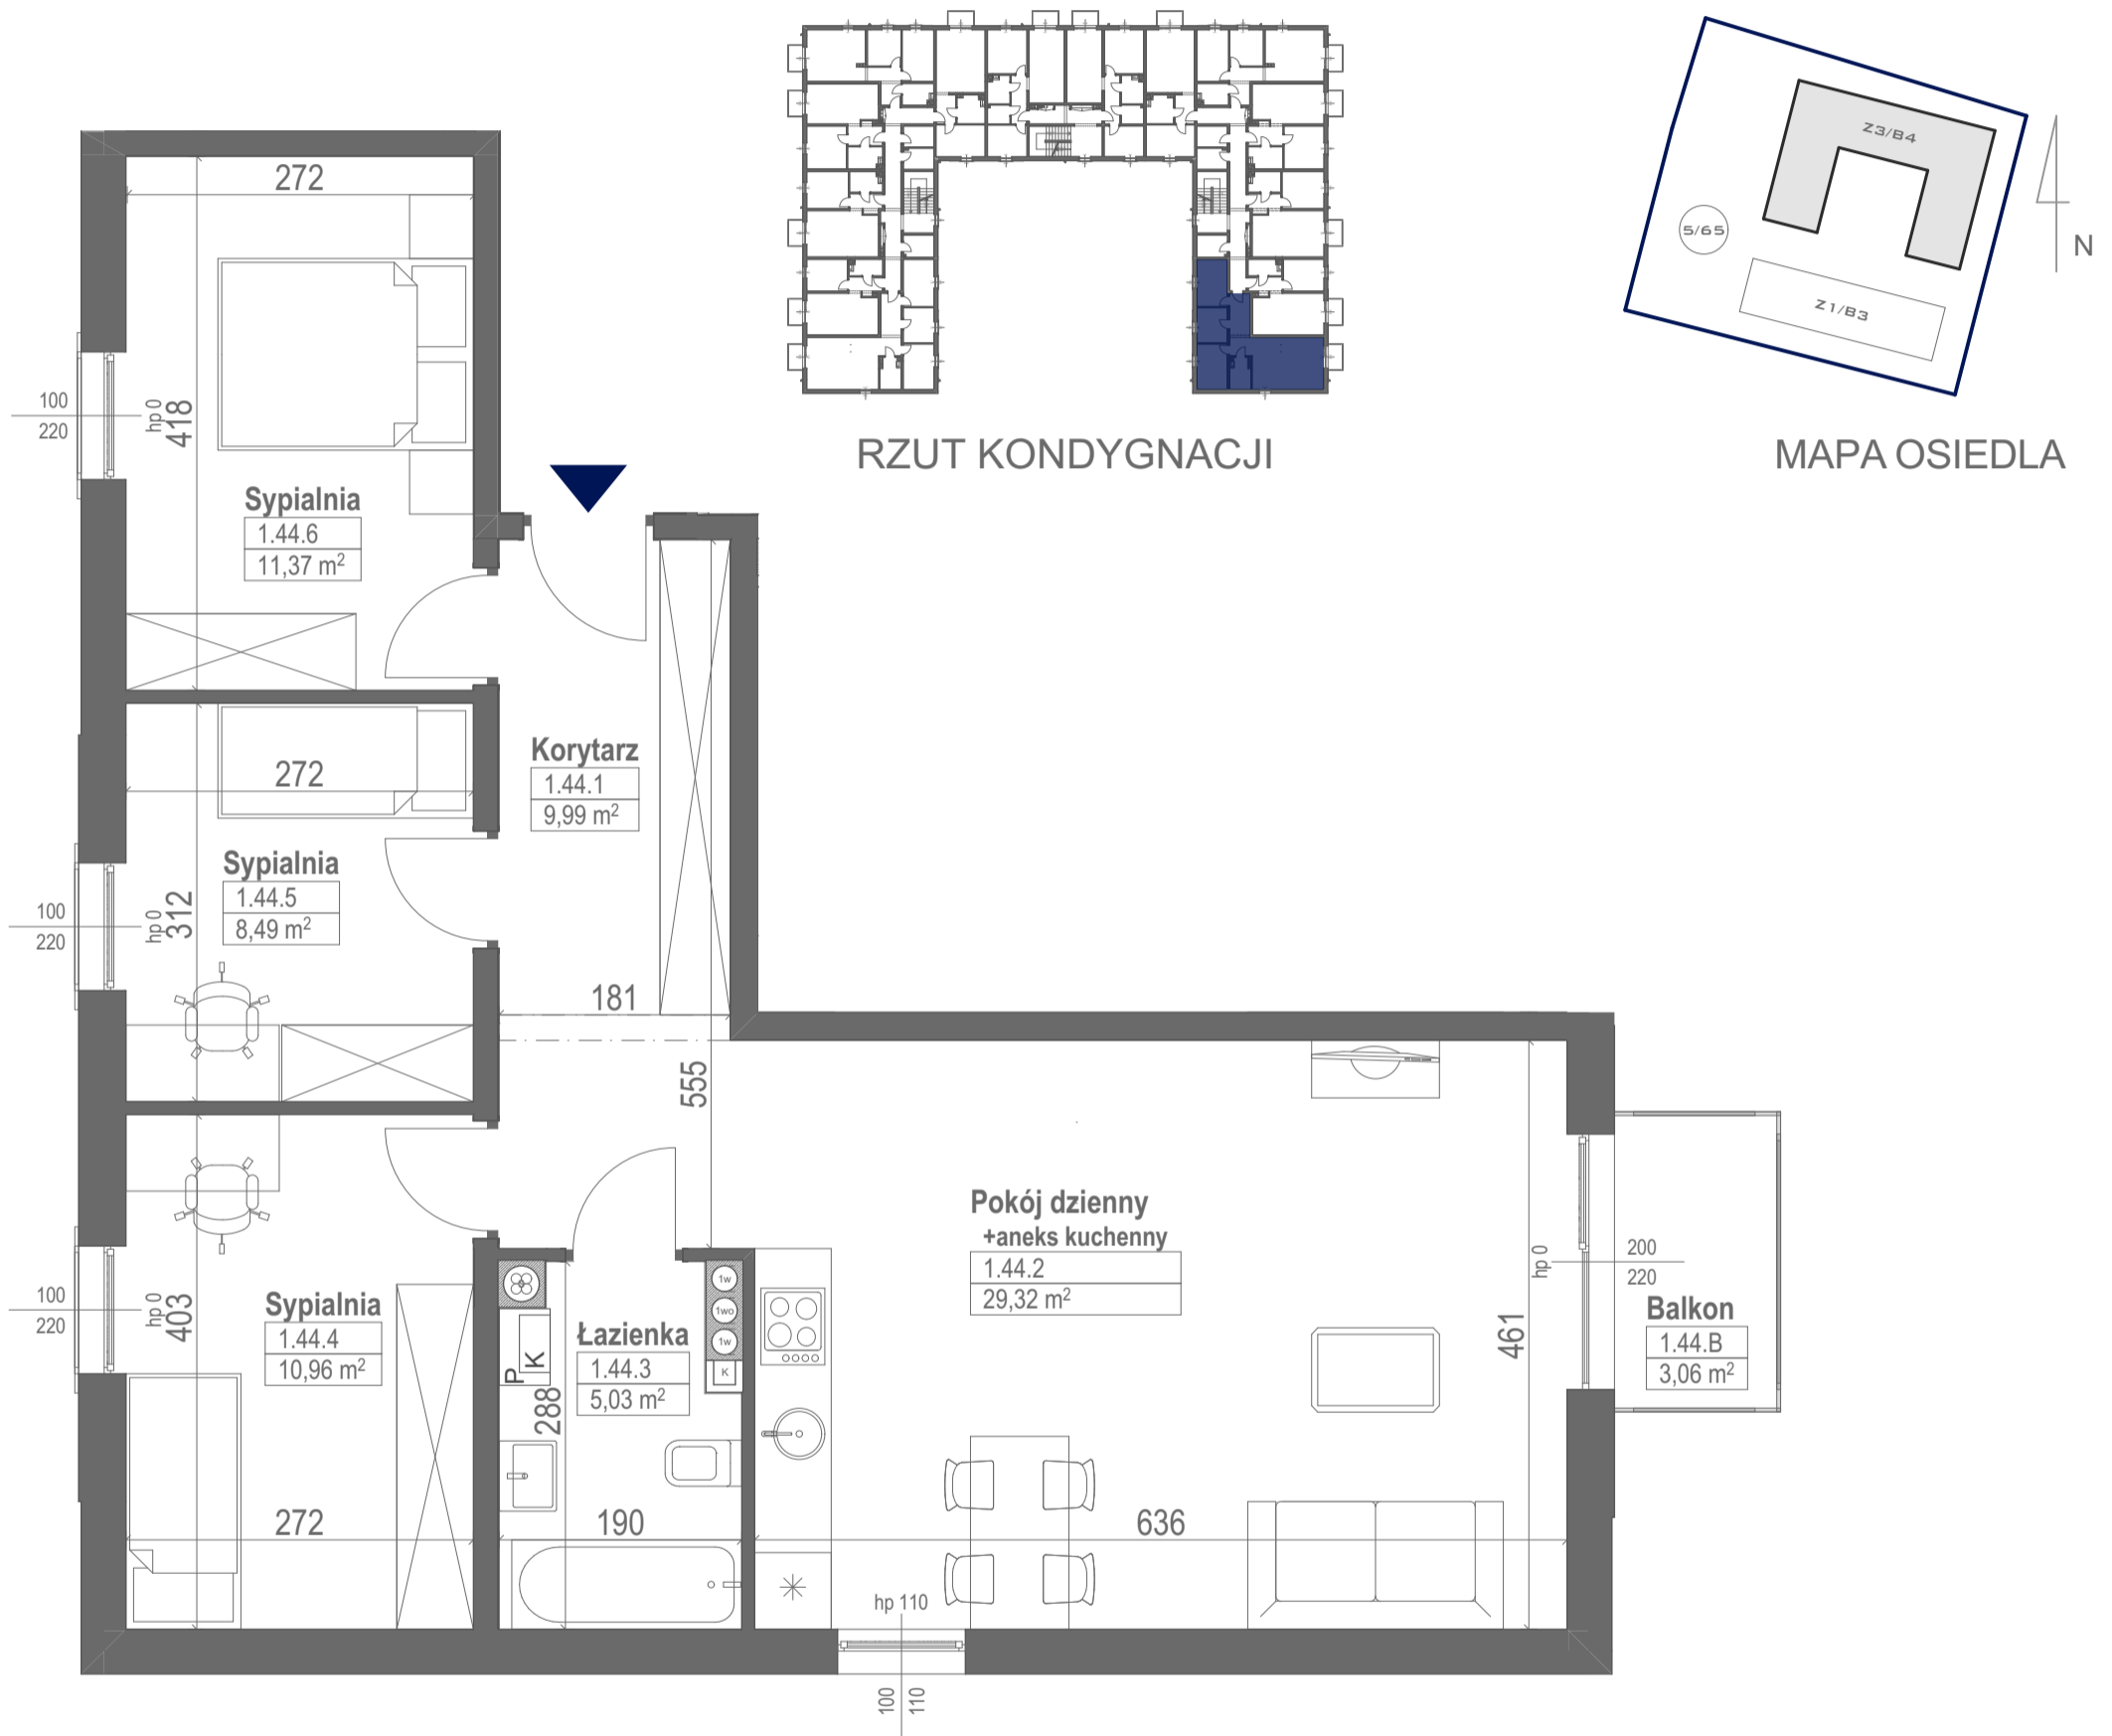 RZUT KONDYGNACJI
MAPA OSIEDLA
Z3/B4
Z1/B3
5/65
N
272
418
100
220
hp 0
Sypialnia
1.44.6
11,37 m²
272
312
100
220
hp 0
Sypialnia
1.44.5
8,49 m²
Korytarz
1.44.1
9,99 m²
181
555
100
220
hp 0
403
Sypialnia
1.44.4
10,96 m²
272
Łazienka
1.44.3
5,03 m²
P
K
288
190
1w
1wo
1w
K
Pokój dzienny
+aneks kuchenny
1.44.2
29,32 m²
636
461
hp 0
200
220
Balkon
1.44.B
3,06 m²
hp 110
100
110